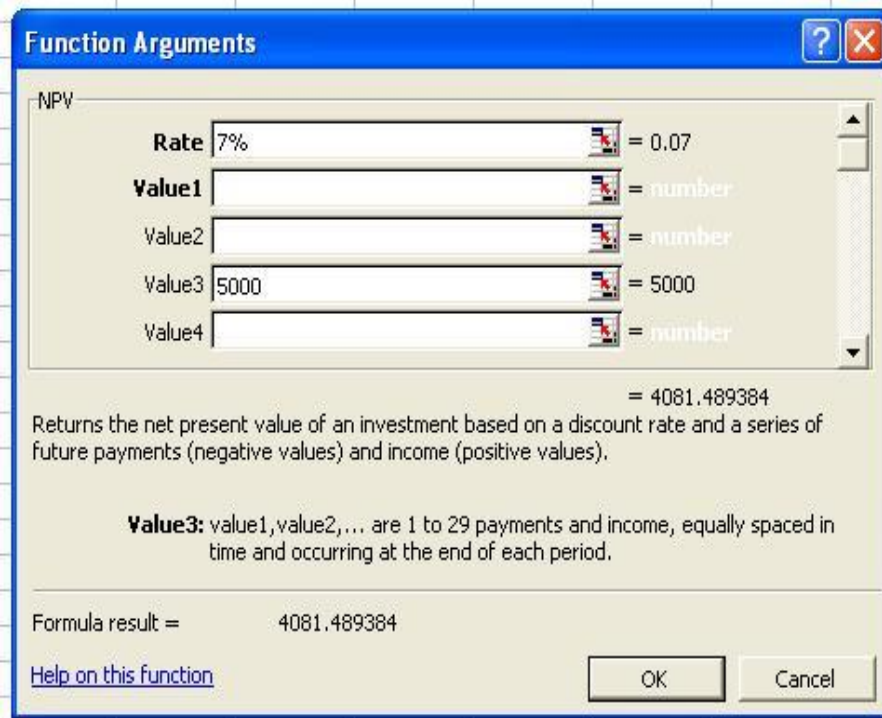 Function Arguments
NPV
Rate 7% = 0.07
Value1 = number
Value2 = number
Value3 5000 = 5000
Value4 = number
= 4081.489384
Returns the net present value of an investment based on a discount rate and a series of
future payments (negative values) and income (positive values).
Value3: value1,value2,... are 1 to 29 payments and income, equally spaced in
time and occurring at the end of each period.
Formula result = 4081.489384
Help on this function OK Cancel